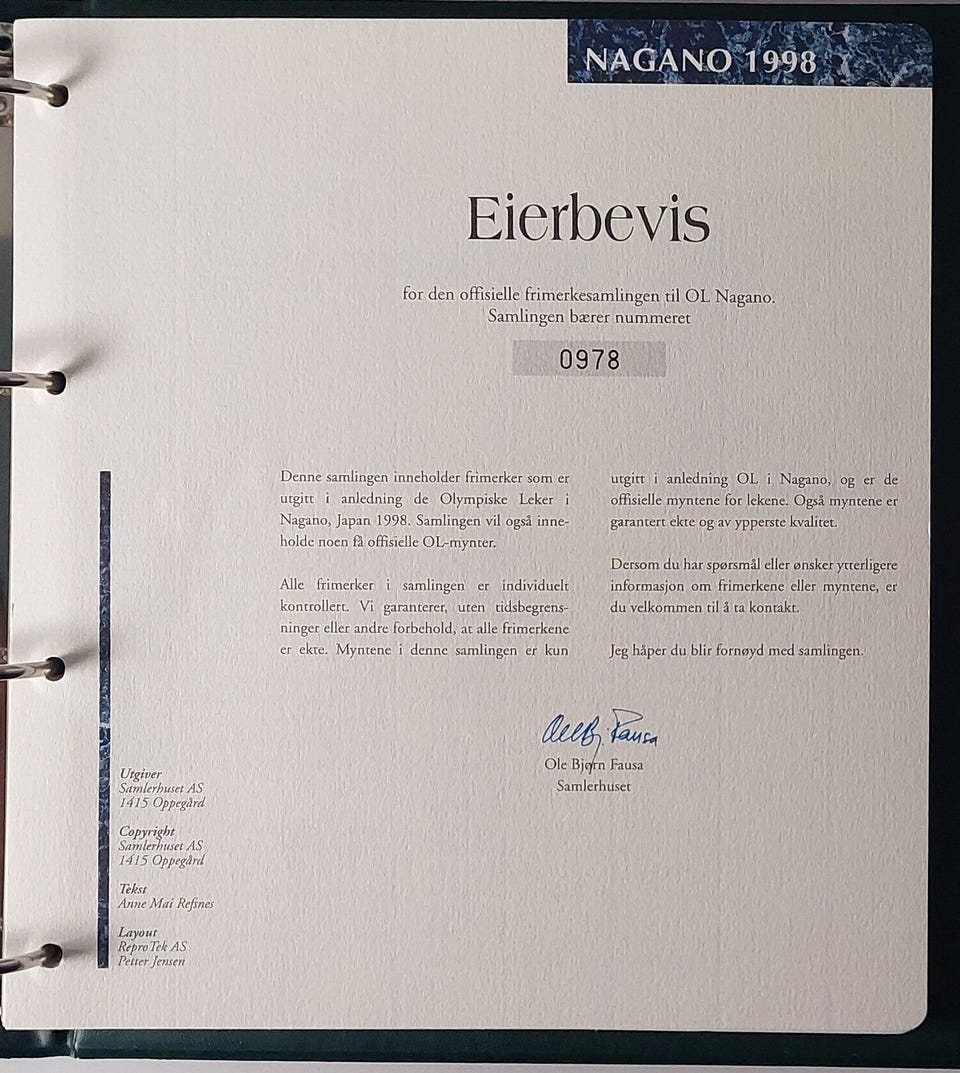 NAGANO 1998
Eierbevis
for den offisielle frimerkesamlingen til OL Nagano.
Samlingen bærer nummeret
0978
Denne samlingen inneholder frimerker som er
utgitt i anledning de Olympiske Leker i
Nagano, Japan 1998. Samlingen vil også inne-
holde noen få offisielle OL-mynter.
Alle frimerker i samlingen er individuelt
kontrollert. Vi garanterer, uten tidsbegrens-
ninger eller andre forbehold, at alle frimerkene
er ekte. Myntene i denne samlingen er kun
utgitt i anledning OL i Nagano, og er de
offisielle myntene for lekene. Også myntene er
garantert ekte og av ypperste kvalitet.
Dersom du har spørsmål eller ønsker ytterligere
informasjon om frimerkene eller myntene, er
du velkommen til å ta kontakt.
Jeg håper du blir fornøyd med samlingen.
Ole Bj. Fausa
Ole Bjørn Fausa
Samlerhuset
Utgiver
Samlerhuset AS
1415 Oppegård
Copyright
Samlerhuset AS
1415 Oppegård
Tekst
Anne Mai Refsnes
Layout
ReproTek AS
Petter Jensen